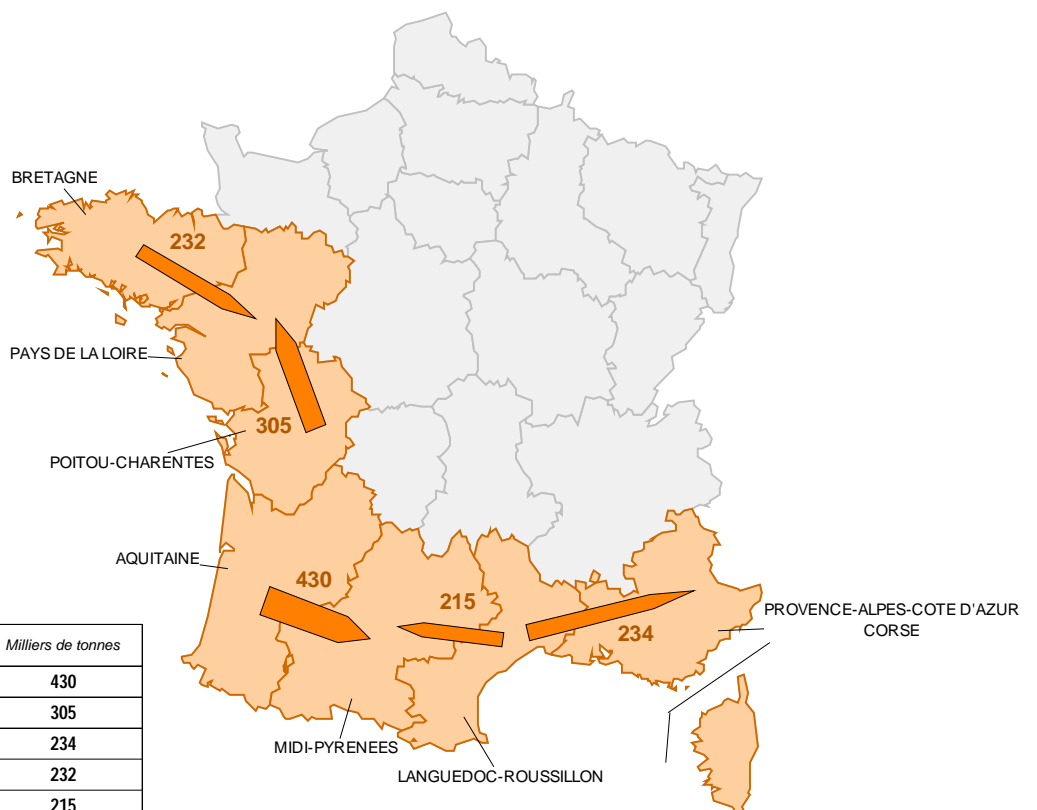 BRETAGNE
232
PAYS DE LA LOIRE
305
POITOU-CHARENTES
AQUITAINE
430
215
PROVENCE-ALPES-COTE D'AZUR
CORSE
234
MIDI-PYRENEES
LANGUEDOC-ROUSSILLON
Milliers de tonnes
430
305
234
232
215